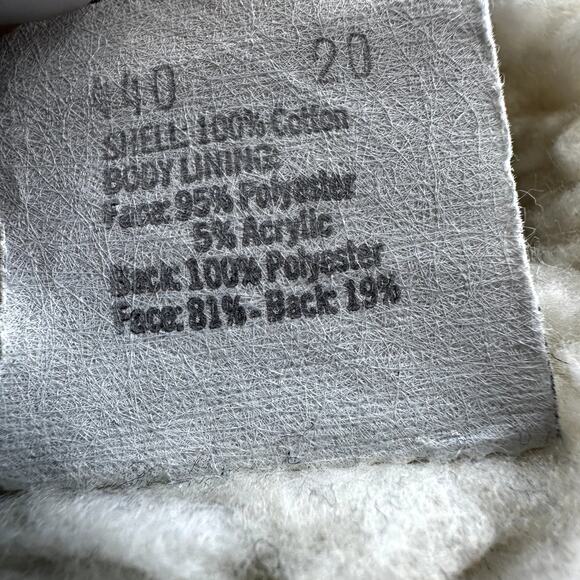 440 20
SHELL: 100% Cotton
BODY LINING:
Face: 95% Polyester
5% Acrylic
Back: 100% Polyester
Face: 81% - Back: 19%